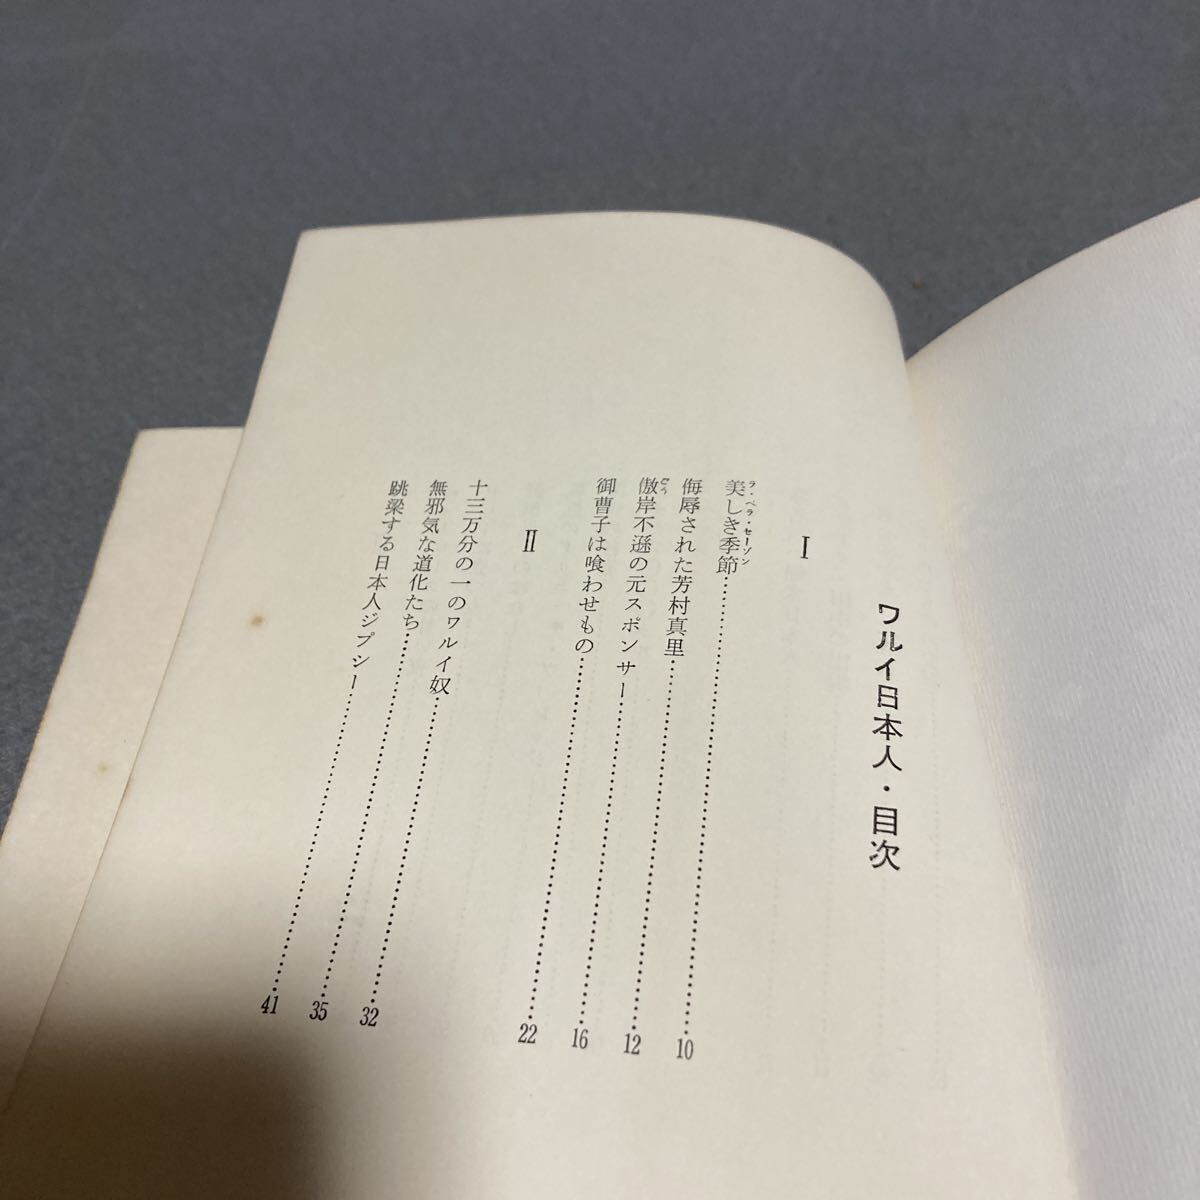 ワルイ日本人・目次
I
美しき季節 ラ・ベラ・セーゾン 10
侮辱された芳村真里 12
傲岸不遜の元スポンサー ごう 16
御曹子は喰わせもの 22
II
十三万分の一のワルイ奴 32
無邪気な道化たち 35
跳梁する日本人ジプシー 41